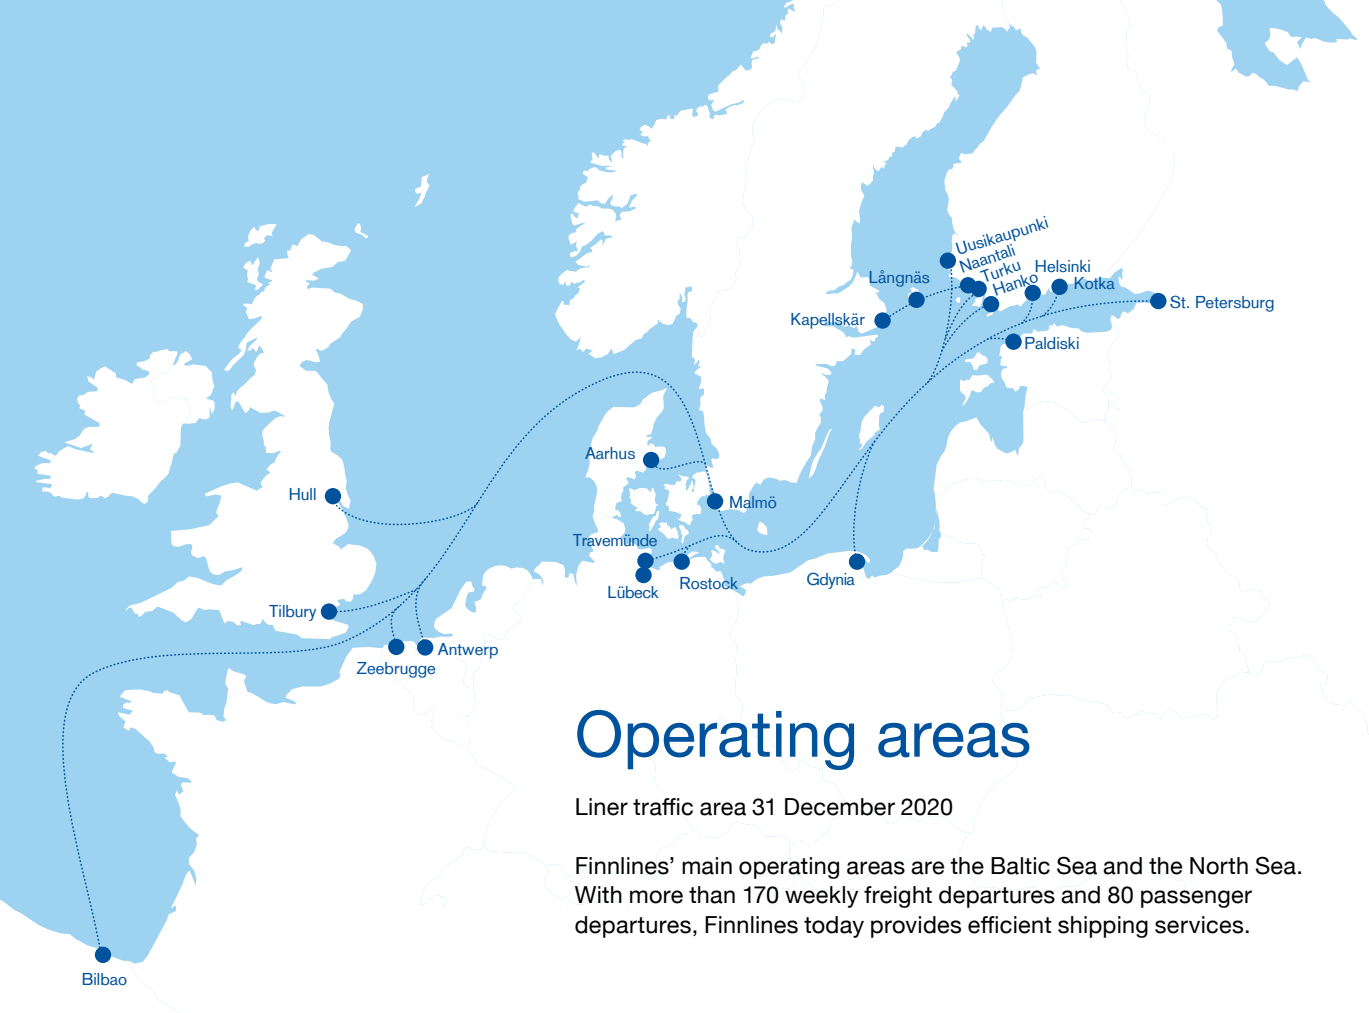 Uusikaupunki
Naantali
Turku
Hanko
Helsinki
Kotka
Långnäs
Kapellskär
St. Petersburg
Paldiski
Aarhus
Hull
Malmö
Travemünde
Lübeck
Rostock
Gdynia
Tilbury
Antwerp
Zeebrugge
Bilbao
Operating areas
Liner traffic area 31 December 2020
Finnlines’ main operating areas are the Baltic Sea and the North Sea.
With more than 170 weekly freight departures and 80 passenger
departures, Finnlines today provides efficient shipping services.